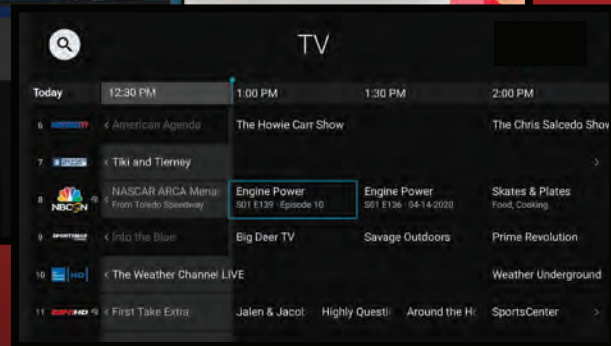 TV
Today 12:30 PM 1:00 PM 1:30 PM 2:00 PM
6 < American Agenda The Howie Carr Show The Chris Salcedo Show
7 < Tiki and Tierney >
8 NBCSN < NASCAR ARCA Mena Engine Power Engine Power Skates & Plates
From Toledo Speedway S01 E139 · Episode 10 S01 E136 · 04-14-2020 Food, Cooking
9 SPORTSMAN < Into the Blue Big Deer TV Savage Outdoors Prime Revolution
10 HD < The Weather Channel LIVE Weather Underground
11 ESPN HD < First Take Extra Jalen & Jacob Highly Questi Around the Ho SportsCenter >